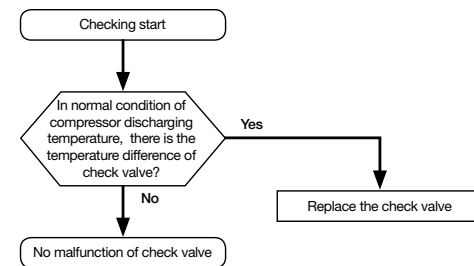 Checking start
In normal condition of
compressor discharging
temperature, there is the
temperature difference of
check valve?
Yes
No
Replace the check valve
No malfunction of check valve